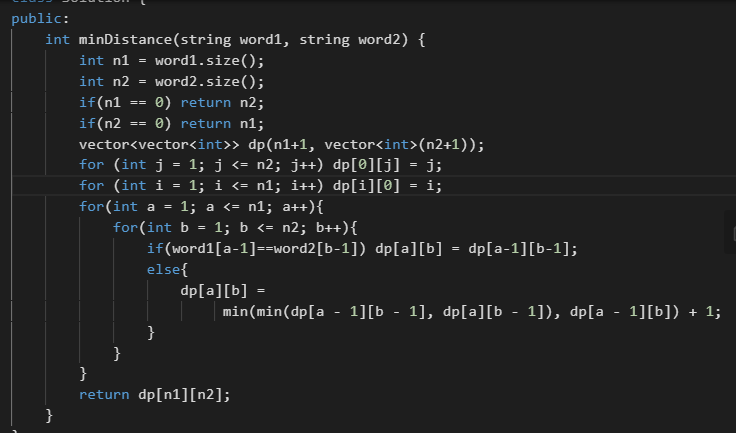 class Solution {
public:
    int minDistance(string word1, string word2) {
        int n1 = word1.size();
        int n2 = word2.size();
        if(n1 == 0) return n2;
        if(n2 == 0) return n1;
        vector<vector<int>> dp(n1+1, vector<int>(n2+1));
        for (int j = 1; j <= n2; j++) dp[0][j] = j;
        for (int i = 1; i <= n1; i++) dp[i][0] = i;
        for(int a = 1; a <= n1; a++){
            for(int b = 1; b <= n2; b++){
                if(word1[a-1]==word2[b-1]) dp[a][b] = dp[a-1][b-1];
                else{
                    dp[a][b] =
                         min(min(dp[a - 1][b - 1], dp[a][b - 1]), dp[a - 1][b]) + 1;
                }
            }
        }
        return dp[n1][n2];
    }